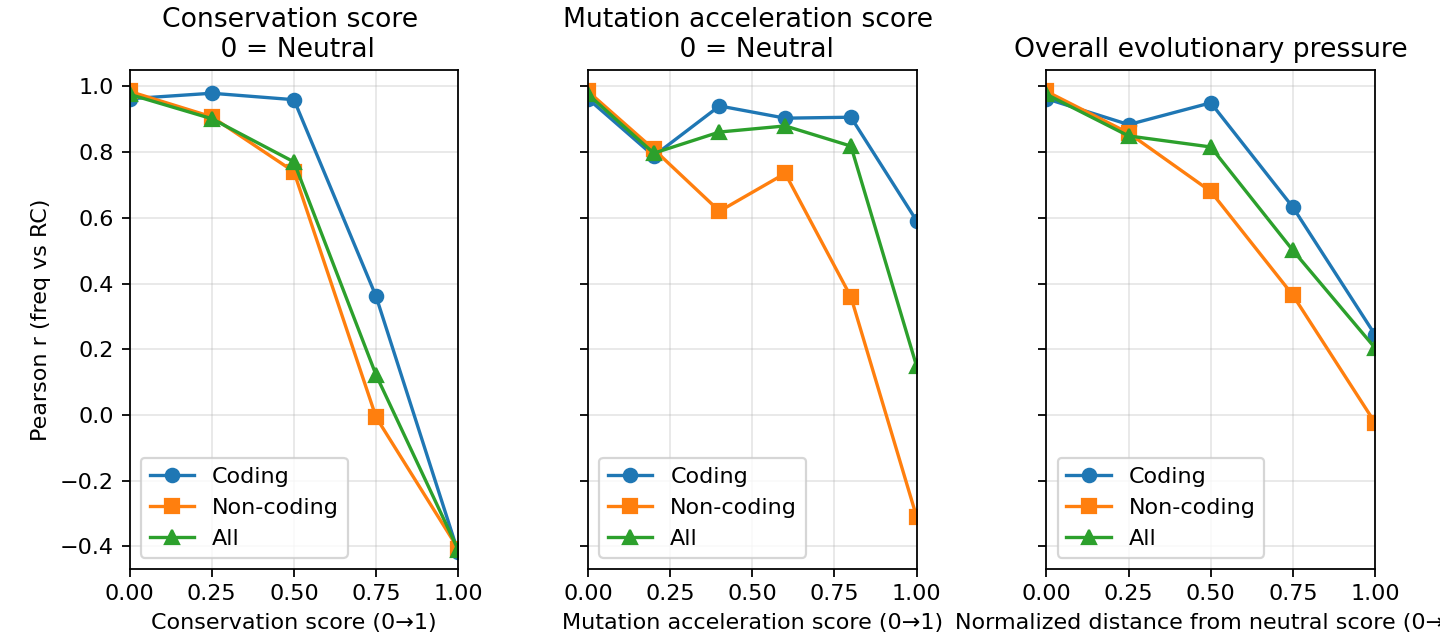 Conservation score
0 = Neutral
Mutation acceleration score
0 = Neutral
Overall evolutionary pressure
Pearson r (freq vs RC)
1.0
0.8
0.6
0.4
0.2
0.0
−0.2
−0.4
Coding
Non-coding
All
Coding
Non-coding
All
Coding
Non-coding
All
0.00 0.25 0.50 0.75 1.00
0.00 0.25 0.50 0.75 1.00
0.00 0.25 0.50 0.75 1.00
Conservation score (0→1)
Mutation acceleration score (0→1)
Normalized distance from neutral score (0→